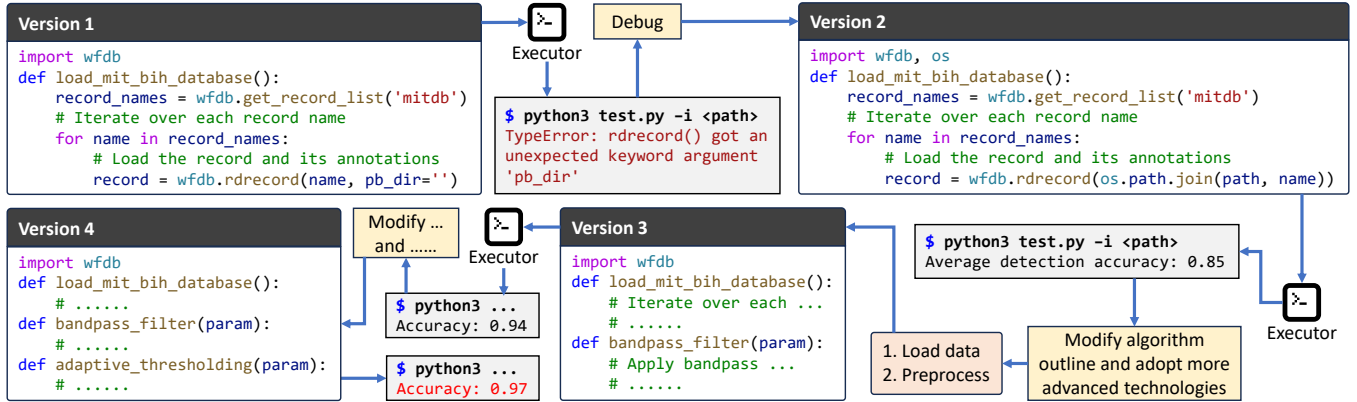 Version 1
import wfdb
def load_mit_bih_database():
    record_names = wfdb.get_record_list('mitdb')
    # Iterate over each record name
    for name in record_names:
        # Load the record and its annotations
        record = wfdb.rdrecord(name, pb_dir='')
Executor
$ python3 test.py –i <path>
TypeError: rdrecord() got an
unexpected keyword argument
'pb_dir'
Debug
Version 2
import wfdb, os
def load_mit_bih_database():
    record_names = wfdb.get_record_list('mitdb')
    # Iterate over each record name
    for name in record_names:
        # Load the record and its annotations
        record = wfdb.rdrecord(os.path.join(path, name))
Executor
$ python3 test.py –i <path>
Average detection accuracy: 0.85
Modify algorithm
outline and adopt more
advanced technologies
1. Load data
2. Preprocess
Version 3
import wfdb
def load_mit_bih_database():
    # Iterate over each ...
    # ......
def bandpass_filter(param):
    # Apply bandpass ...
    # ......
Executor
$ python3 ...
Accuracy: 0.94
Modify ...
and ......
Version 4
import wfdb
def load_mit_bih_database():
    # ......
def bandpass_filter(param):
    # ......
def adaptive_thresholding(param):
    # ......
$ python3 ...
Accuracy: 0.97